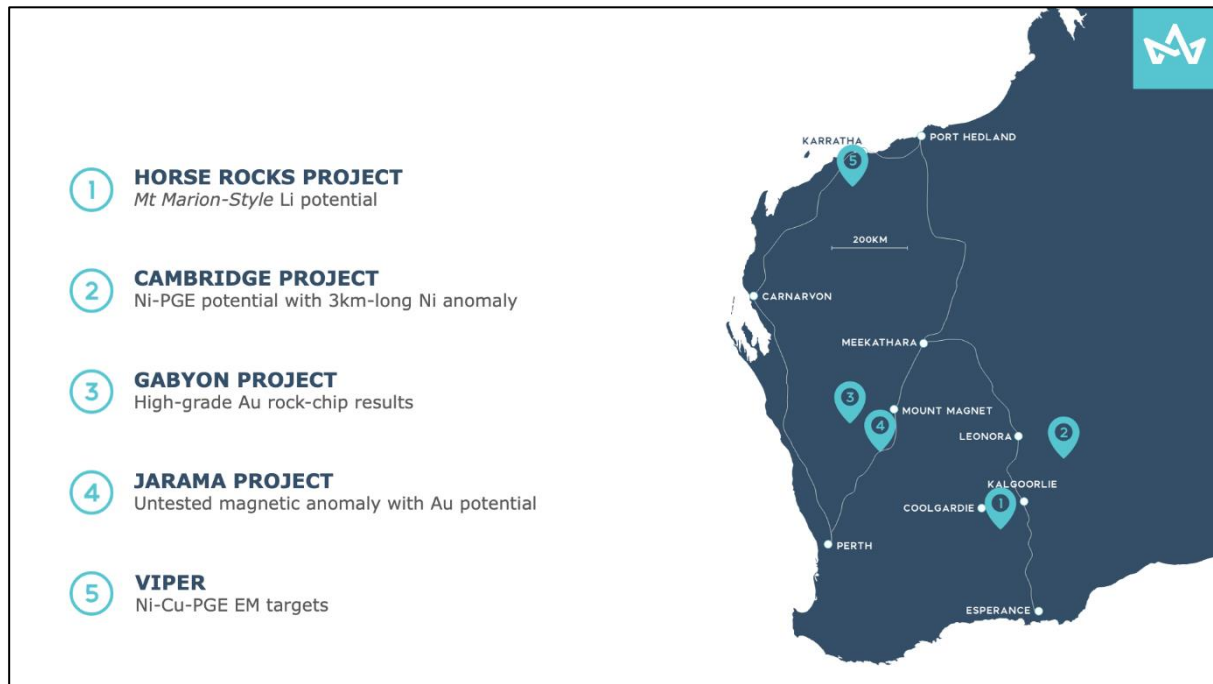 1
HORSE ROCKS PROJECT
Mt Marion-Style Li potential
2
CAMBRIDGE PROJECT
Ni-PGE potential with 3km-long Ni anomaly
3
GABYON PROJECT
High-grade Au rock-chip results
4
JARAMA PROJECT
Untested magnetic anomaly with Au potential
5
VIPER
Ni-Cu-PGE EM targets
KARRATHA
PORT HEDLAND
5
200KM
CARNARVON
MEEKATHARA
3
MOUNT MAGNET
4
LEONORA
2
KALGOORLIE
COOLGARDIE
1
PERTH
ESPERANCE